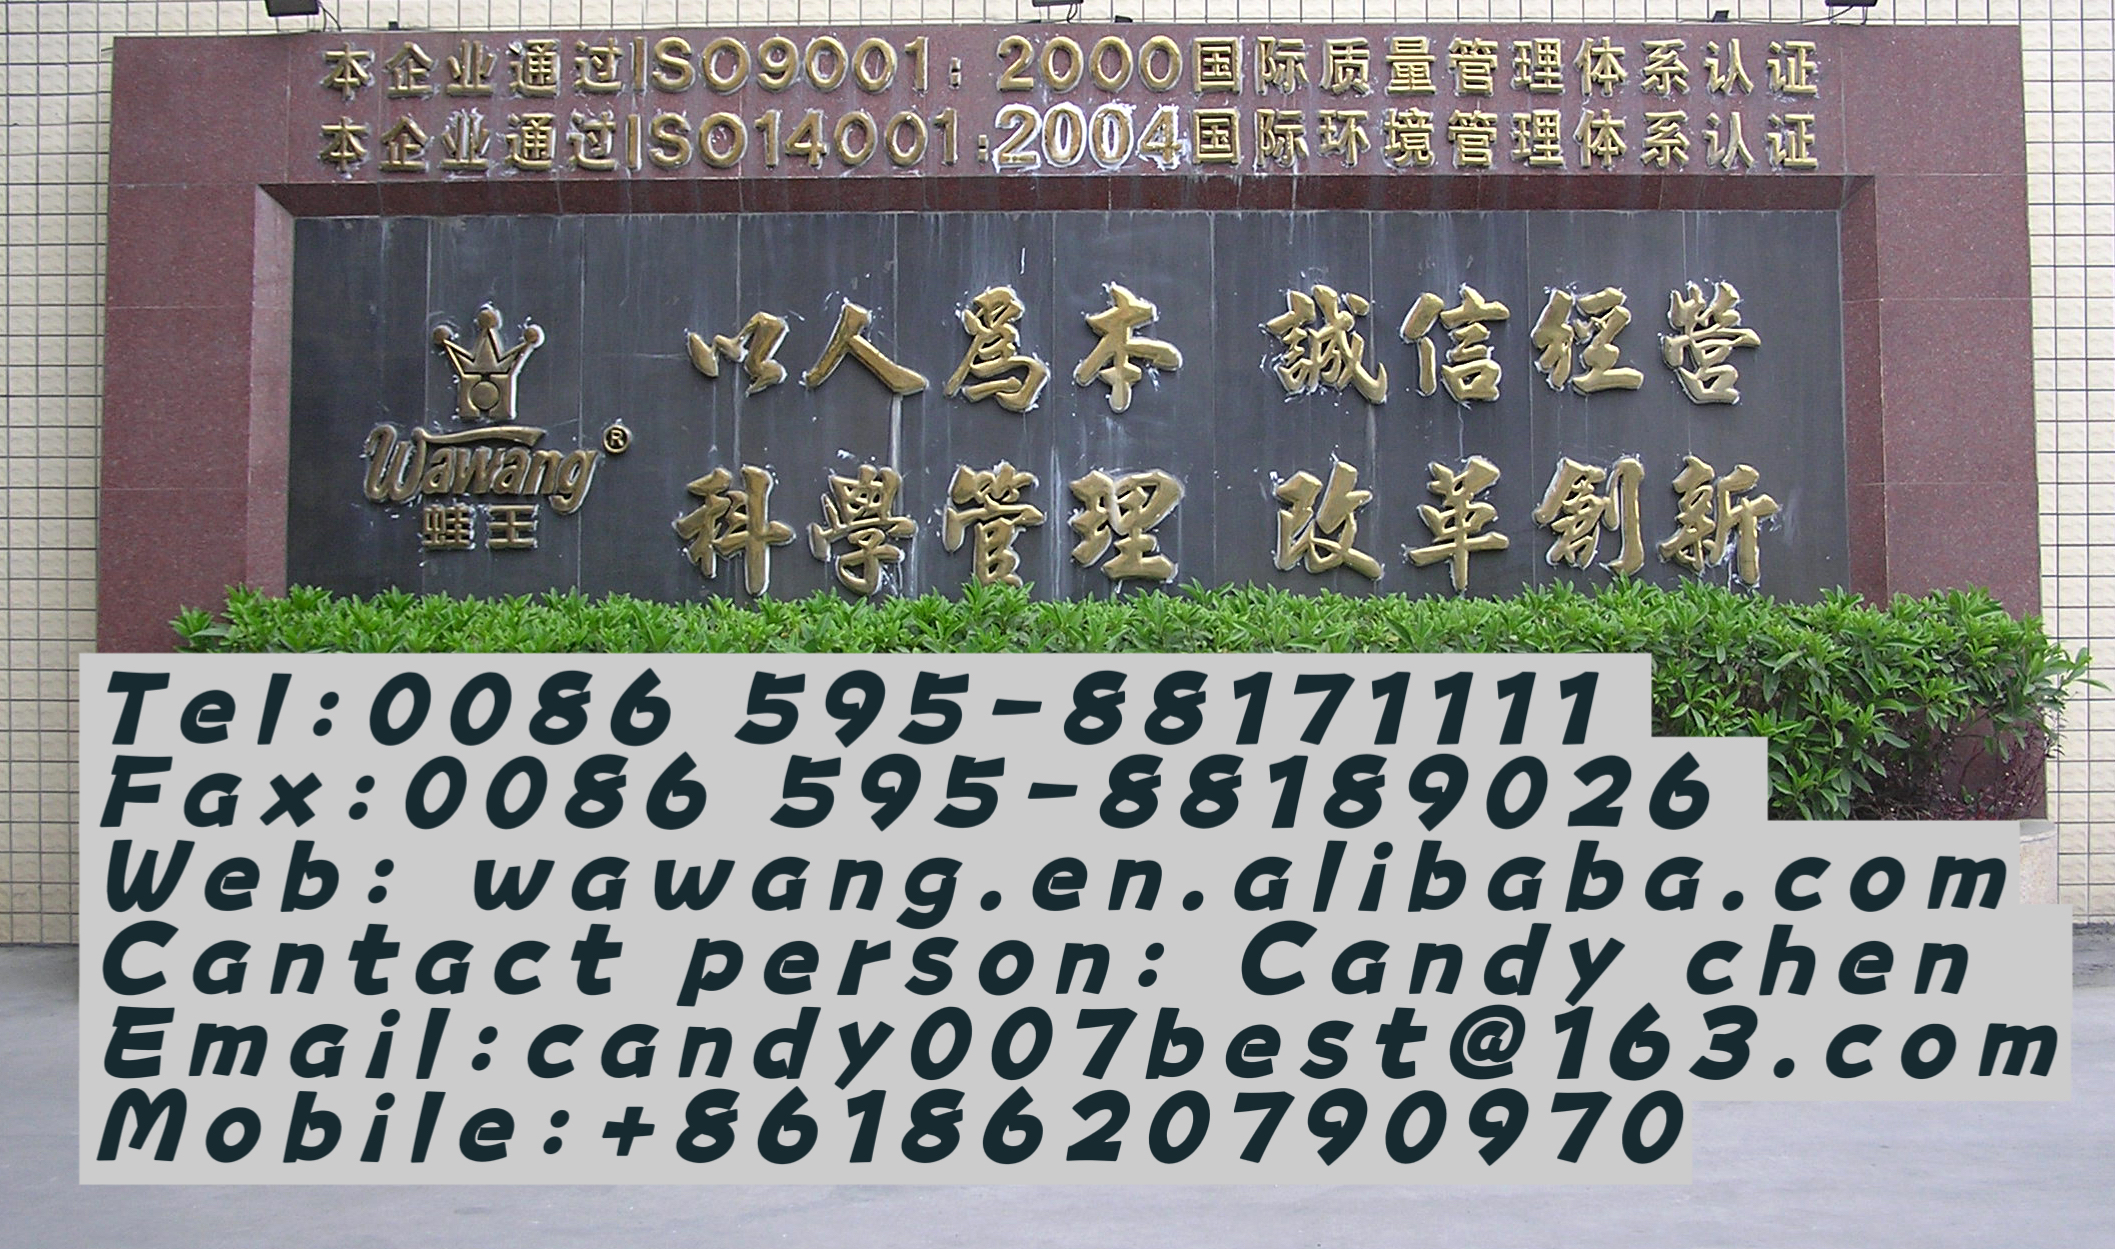 本企业通过ISO9001:2000国际质量管理体系认证
本企业通过ISO14001:2004国际环境管理体系认证
以人為本 誠信經營
Wawang®
蛙王
科學管理 改革創新
Tel:0086 595-88171111
Fax:0086 595-88189026
Web: wawang.en.alibaba.com
Cantact person: Candy chen
Email:candy007best@163.com
Mobile:+8618620790970